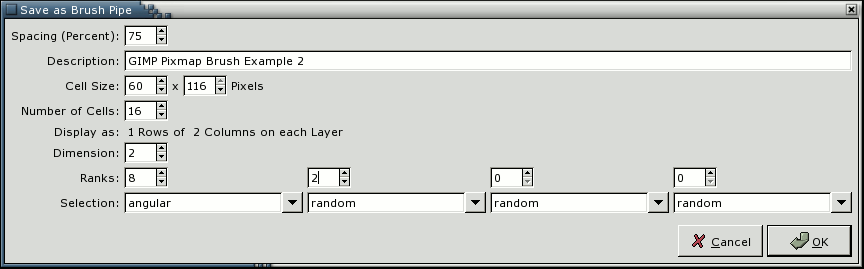 Save as Brush Pipe
Spacing (Percent): 75
Description: GIMP Pixmap Brush Example 2
Cell Size: 60 x 116 Pixels
Number of Cells: 16
Display as: 1 Rows of 2 Columns on each Layer
Dimension: 2
Ranks: 8 2 0 0
Selection: angular random random random
Cancel OK